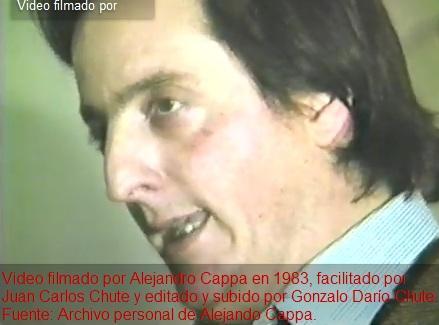 Video filmado por
Video filmado por Alejandro Cappa en 1983, facilitado por
Juan Carlos Chute y editado y subido por Gonzalo Darío Chute.
Fuente: Archivo personal de Alejando Cappa.